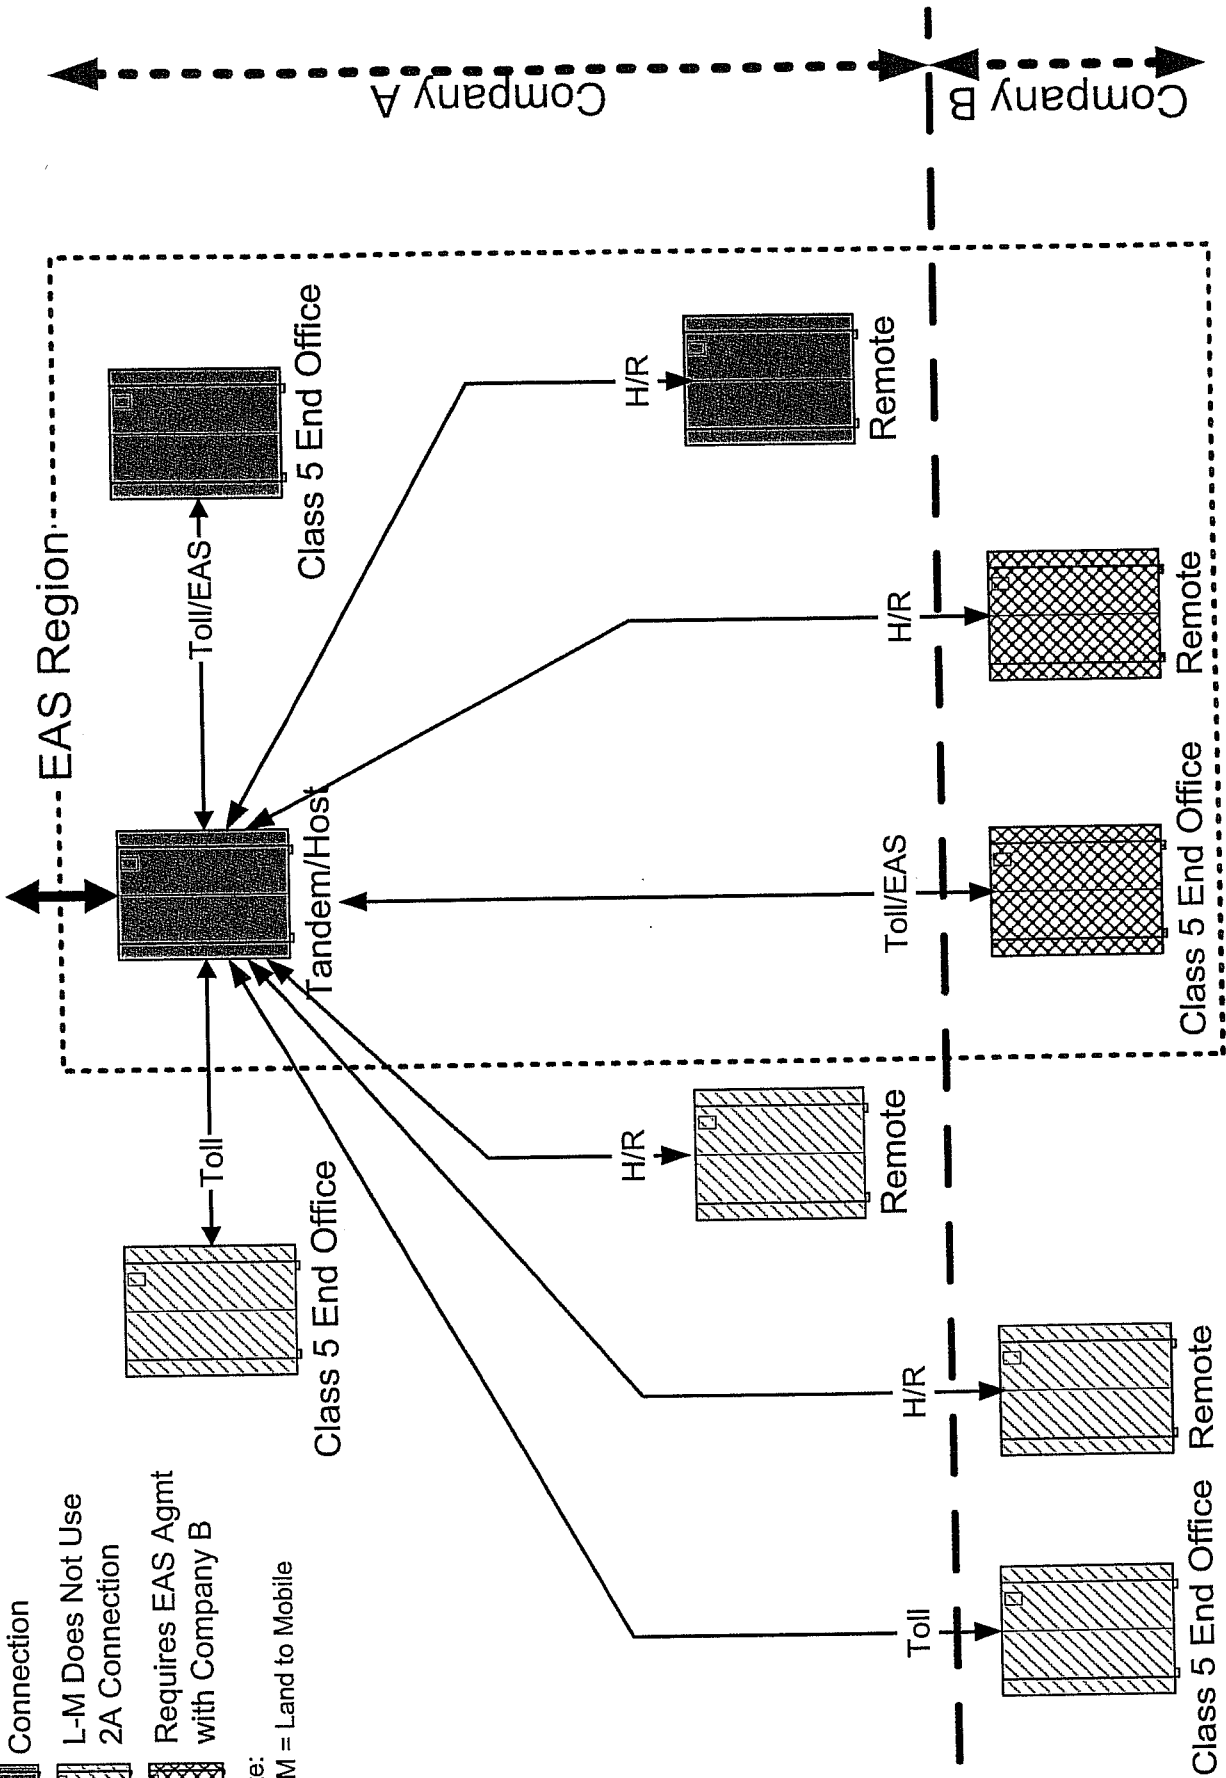 EAS Region
Class 5 End Office
Toll/EAS
Tandem/Host
Toll
Class 5 End Office
H/R
Remote
H/R
Remote
Toll/EAS
Class 5 End Office
H/R
Remote
H/R
Remote
Toll
Class 5 End Office
Company A
Company B
Connection
L-M Does Not Use
2A Connection
Requires EAS Agmt
with Company B
M = Land to Mobile